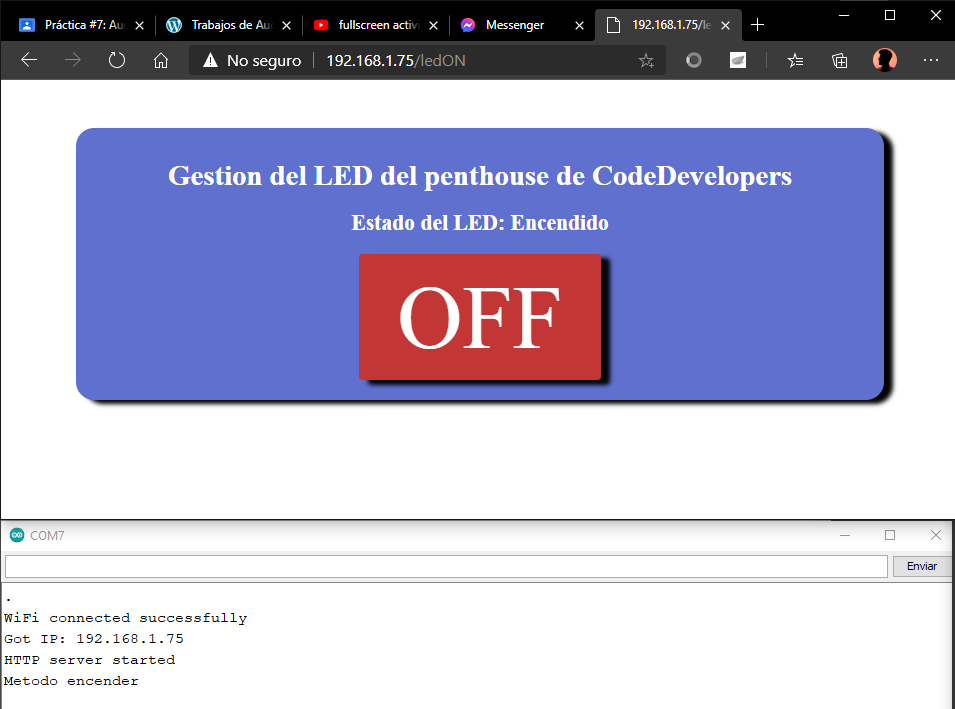 Práctica #7: Au
Trabajos de Au
fullscreen activ
Messenger
192.168.1.75/le
No seguro
192.168.1.75/ledON
Gestion del LED del penthouse de CodeDevelopers
Estado del LED: Encendido
OFF
COM7
Enviar
.
WiFi connected successfully
Got IP: 192.168.1.75
HTTP server started
Metodo encender